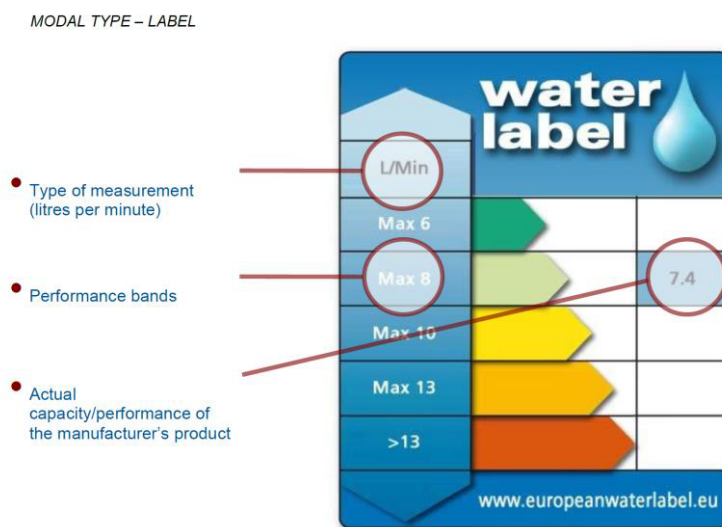 MODAL TYPE – LABEL
water
label
L/Min
Type of measurement
(litres per minute)
Max 6
Performance bands
Max 8
7.4
Max 10
Actual
capacity/performance of
the manufacturer's product
Max 13
>13
www.europeanwaterlabel.eu